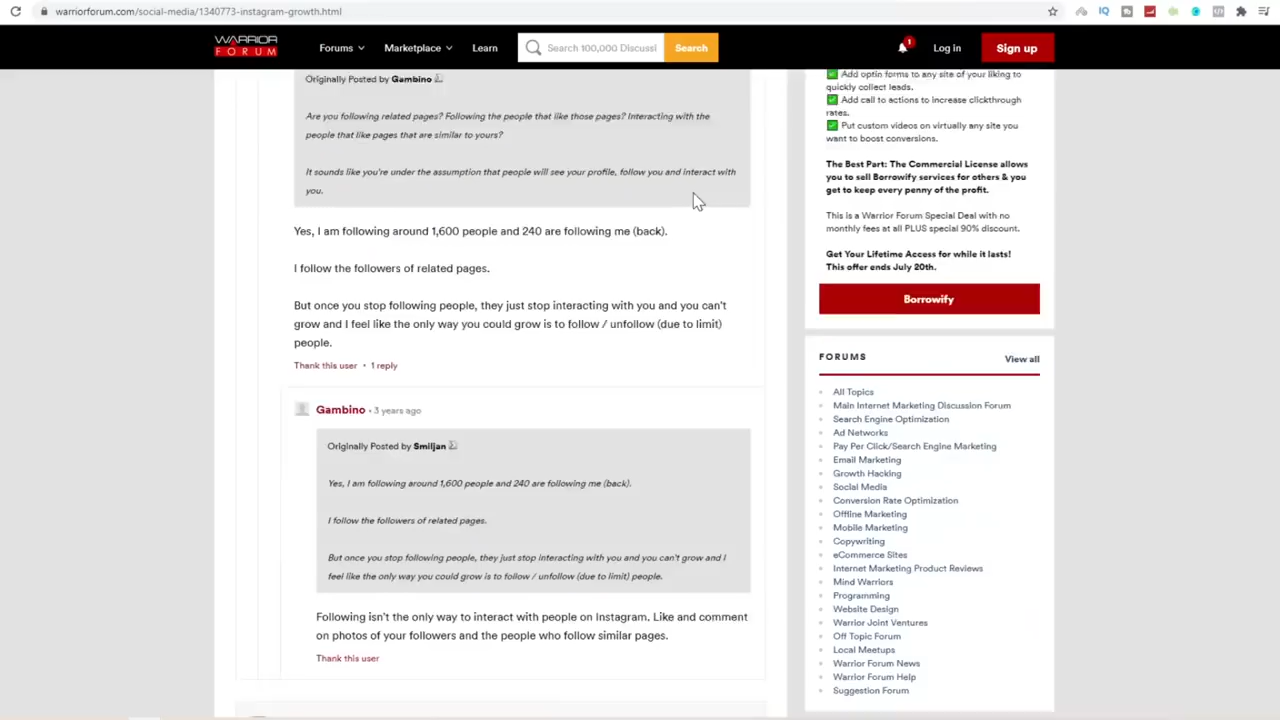 warriorforum.com/social-media/1340773-instagram-growth.html
WARRIOR
FORUM
Forums
Marketplace
Learn
Search 100,000 Discussi
Search
1
Log in
Sign up
Originally Posted by Gambino
Are you following related pages? Following the people that like those pages? Interacting with the
people that like pages that are similar to yours?
It sounds like you're under the assumption that people will see your profile, follow you and interact with
you.
Yes, I am following around 1,600 people and 240 are following me (back).
I follow the followers of related pages.
But once you stop following people, they just stop interacting with you and you can't
grow and I feel like the only way you could grow is to follow / unfollow (due to limit)
people.
Thank this user • 1 reply
Gambino • 3 years ago
Originally Posted by Smiljan
Yes, I am following around 1,600 people and 240 are following me (back).
I follow the followers of related pages.
But once you stop following people, they just stop interacting with you and you can't grow and I
feel like the only way you could grow is to follow / unfollow (due to limit) people.
Following isn't the only way to interact with people on Instagram. Like and comment
on photos of your followers and the people who follow similar pages.
Thank this user
Add optin forms to any site of your liking to
quickly collect leads.
Add call to actions to increase clickthrough
rates.
Put custom videos on virtually any site you
want to boost conversions.
The Best Part: The Commercial License allows
you to sell Borrowify services for others & you
get to keep every penny of the profit.
This is a Warrior Forum Special Deal with no
monthly fees at all PLUS special 90% discount.
Get Your Lifetime Access for while it lasts!
This offer ends July 20th.
Borrowify
FORUMS
View all
All Topics
Main Internet Marketing Discussion Forum
Search Engine Optimization
Ad Networks
Pay Per Click/Search Engine Marketing
Email Marketing
Growth Hacking
Social Media
Conversion Rate Optimization
Offline Marketing
Mobile Marketing
Copywriting
eCommerce Sites
Internet Marketing Product Reviews
Mind Warriors
Programming
Website Design
Warrior Joint Ventures
Off Topic Forum
Local Meetups
Warrior Forum News
Warrior Forum Help
Suggestion Forum